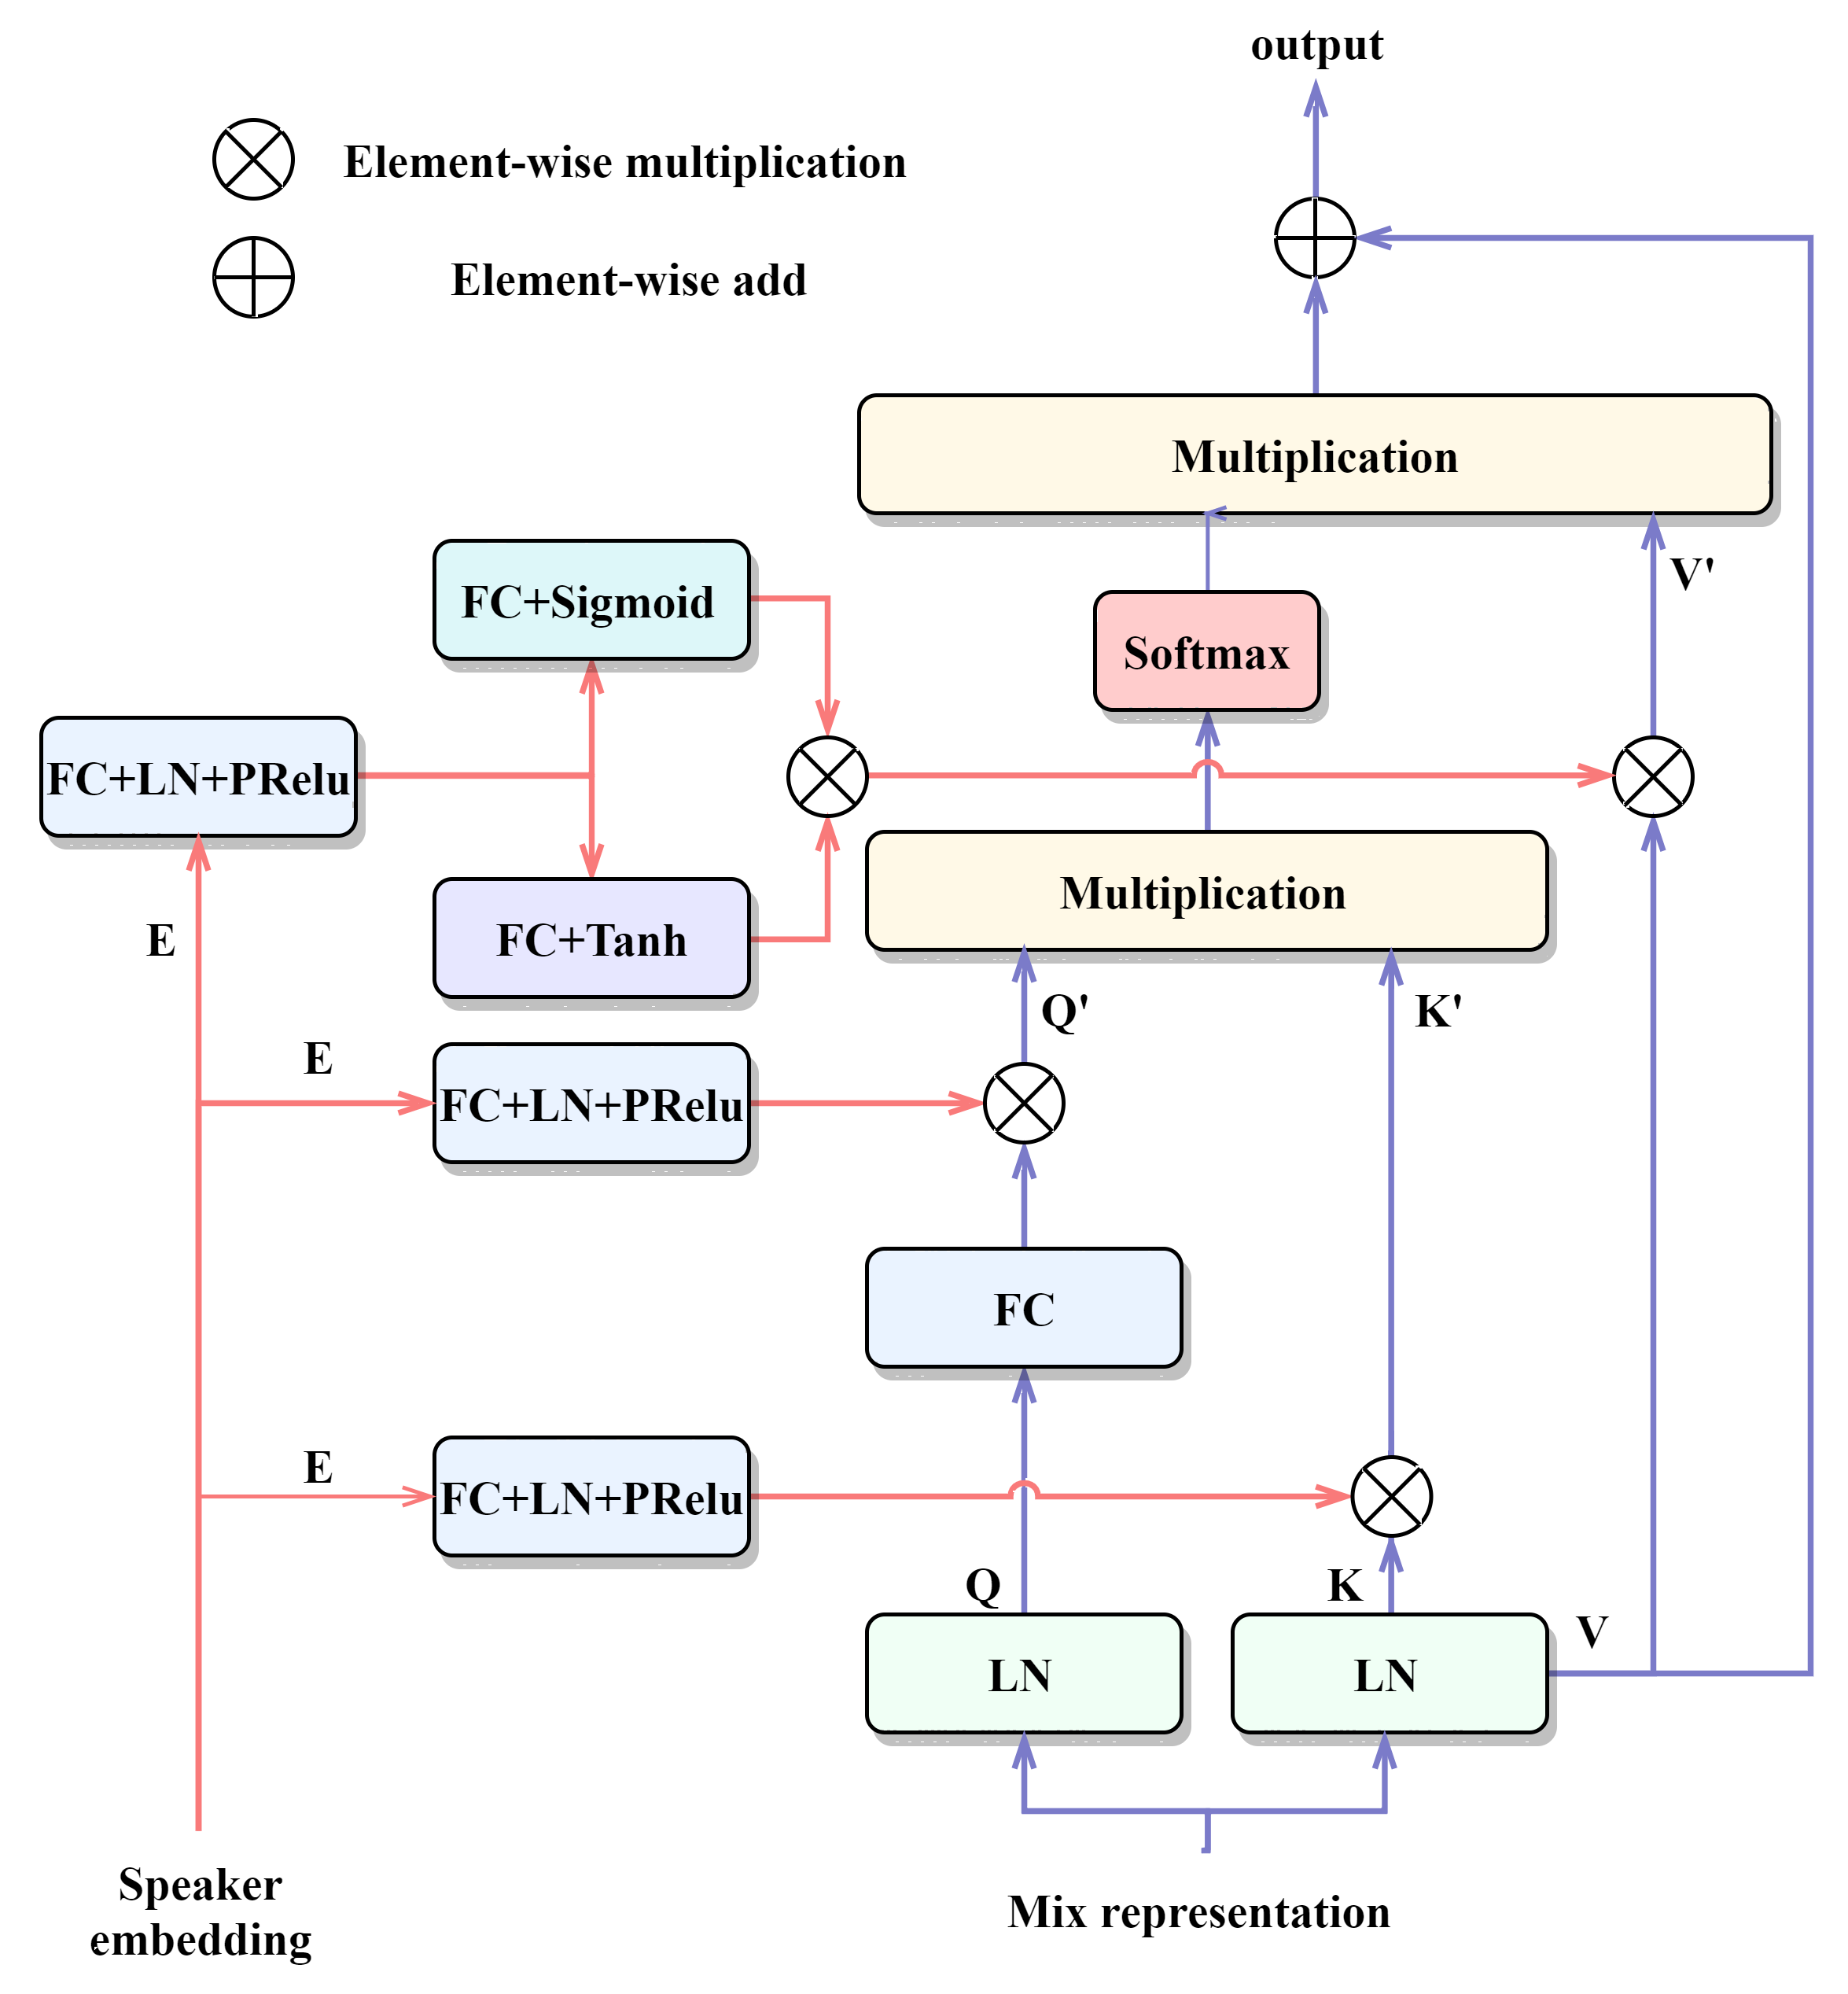 output
Element-wise multiplication
Element-wise add
Multiplication
V'
FC+Sigmoid
Softmax
FC+LN+PRelu
Multiplication
E
FC+Tanh
Q'
K'
E
FC+LN+PRelu
FC
E
FC+LN+PRelu
Q
K
V
LN
LN
Speaker
embedding
Mix representation